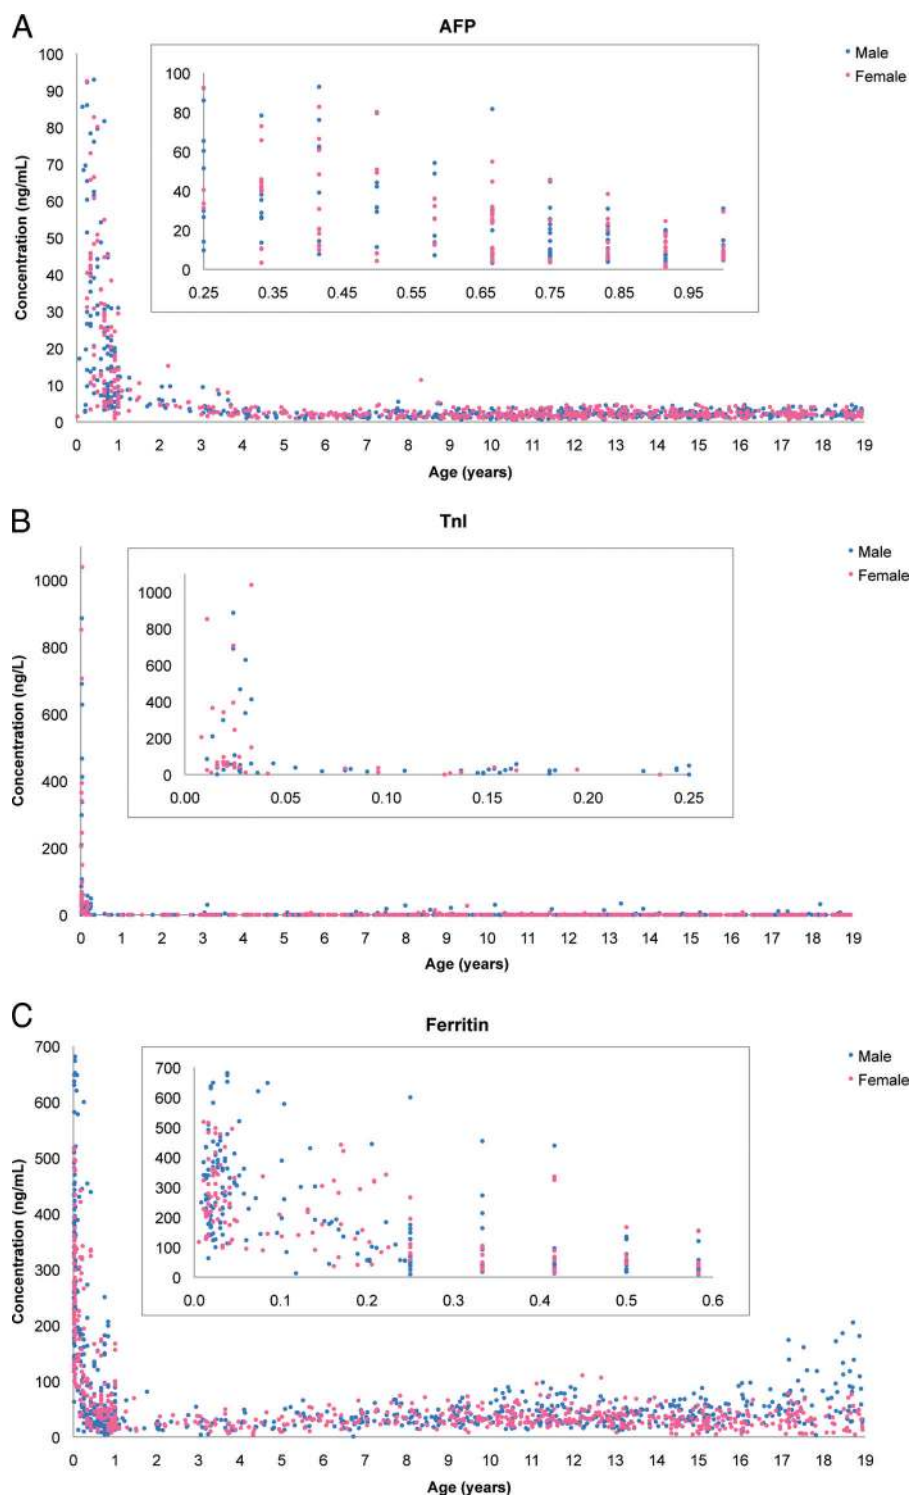 A
AFP
Male
Female
Concentration (ng/mL)
100
90
80
70
60
50
40
30
20
10
0
100
80
60
40
20
0
0.25 0.35 0.45 0.55 0.65 0.75 0.85 0.95
0 1 2 3 4 5 6 7 8 9 10 11 12 13 14 15 16 17 18 19
Age (years)
B
TnI
Male
Female
Concentration (ng/L)
1000
800
600
400
200
0
1000
800
600
400
200
0
0.00 0.05 0.10 0.15 0.20 0.25
0 1 2 3 4 5 6 7 8 9 10 11 12 13 14 15 16 17 18 19
Age (years)
C
Ferritin
Male
Female
Concentration (ng/mL)
700
600
500
400
300
200
100
0
700
600
500
400
300
200
100
0
0.0 0.1 0.2 0.3 0.4 0.5 0.6
0 1 2 3 4 5 6 7 8 9 10 11 12 13 14 15 16 17 18 19
Age (years)